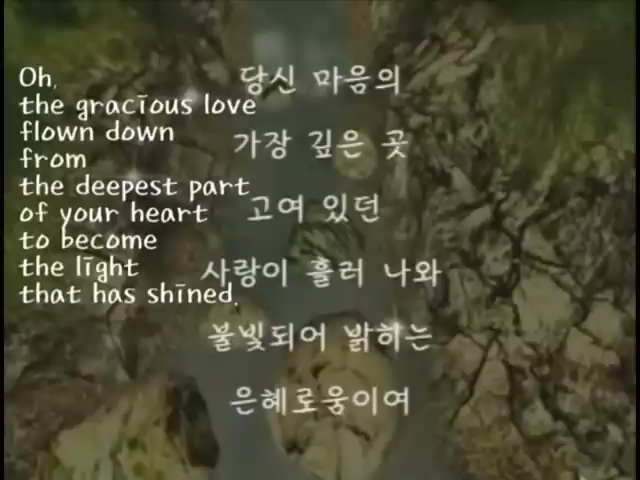 Oh,
the gracious love
flown down
from
the deepest part
of your heart
to become
the light
that has shined.
당신 마음의
가장 깊은 곳
고여 있던
사랑이 흘러 나와
불빛되어 밝히는
은혜로움이여